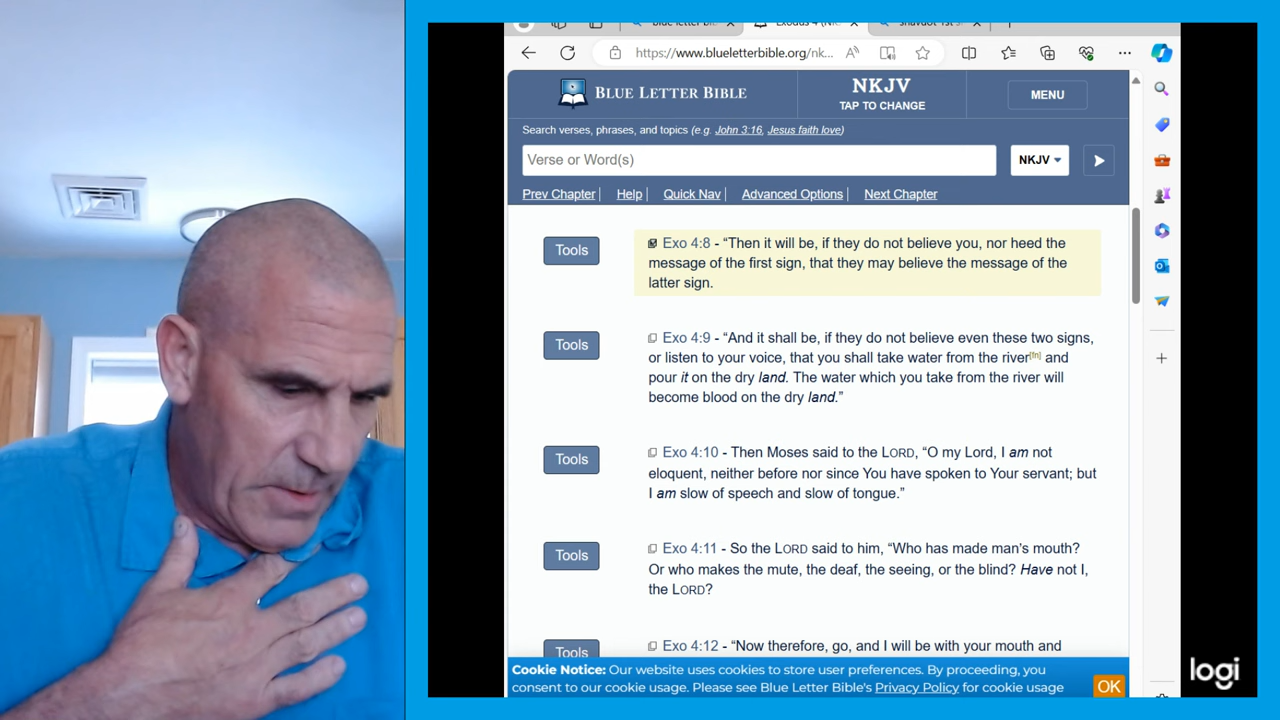 blue letter bib
Exodus 4 (NK
shavuot 1st s
https://www.blueletterbible.org/nk...
BLUE LETTER BIBLE
NKJV
TAP TO CHANGE
MENU
Search verses, phrases, and topics (e.g. John 3:16, Jesus faith love)
Verse or Word(s)
NKJV
Prev Chapter| Help| Quick Nav| Advanced Options| Next Chapter
Tools
Exo 4:8 - “Then it will be, if they do not believe you, nor heed the
message of the first sign, that they may believe the message of the
latter sign.
Tools
Exo 4:9 - “And it shall be, if they do not believe even these two signs,
or listen to your voice, that you shall take water from the river[fn] and
pour it on the dry land. The water which you take from the river will
become blood on the dry land.”
Tools
Exo 4:10 - Then Moses said to the LORD, “O my Lord, I am not
eloquent, neither before nor since You have spoken to Your servant; but
I am slow of speech and slow of tongue.”
Tools
Exo 4:11 - So the LORD said to him, “Who has made man’s mouth?
Or who makes the mute, the deaf, the seeing, or the blind? Have not I,
the LORD?
Tools
Exo 4:12 - “Now therefore, go, and I will be with your mouth and
Cookie Notice: Our website uses cookies to store user preferences. By proceeding, you
consent to our cookie usage. Please see Blue Letter Bible's Privacy Policy for cookie usage
OK
logi